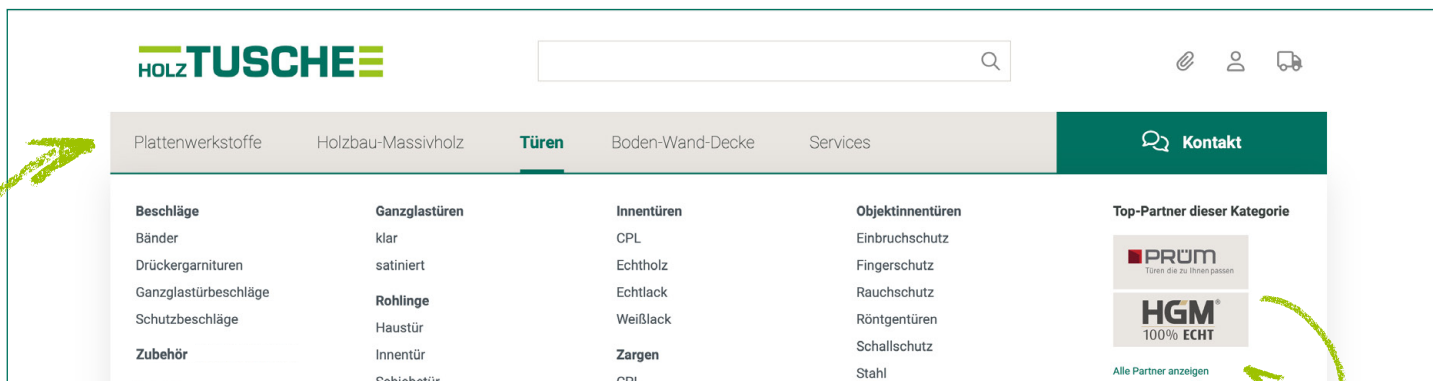 HOLZ TUSCHE
Plattenwerkstoffe
Holzbau-Massivholz
Türen
Boden-Wand-Decke
Services
Kontakt
Beschläge
Bänder
Drückergarnituren
Ganzglastürbeschläge
Schutzbeschläge
Zubehör
Ganzglastüren
klar
satiniert
Rohlinge
Haustür
Innentür
Schiebetür
Innentüren
CPL
Echtholz
Echtlack
Weißlack
Zargen
CPL
Objektinnentüren
Einbruchschutz
Fingerschutz
Rauchschutz
Röntgentüren
Schallschutz
Stahl
Top-Partner dieser Kategorie
PRÜM
Türen die zu Ihnen passen
HGM®
100% ECHT
Alle Partner anzeigen